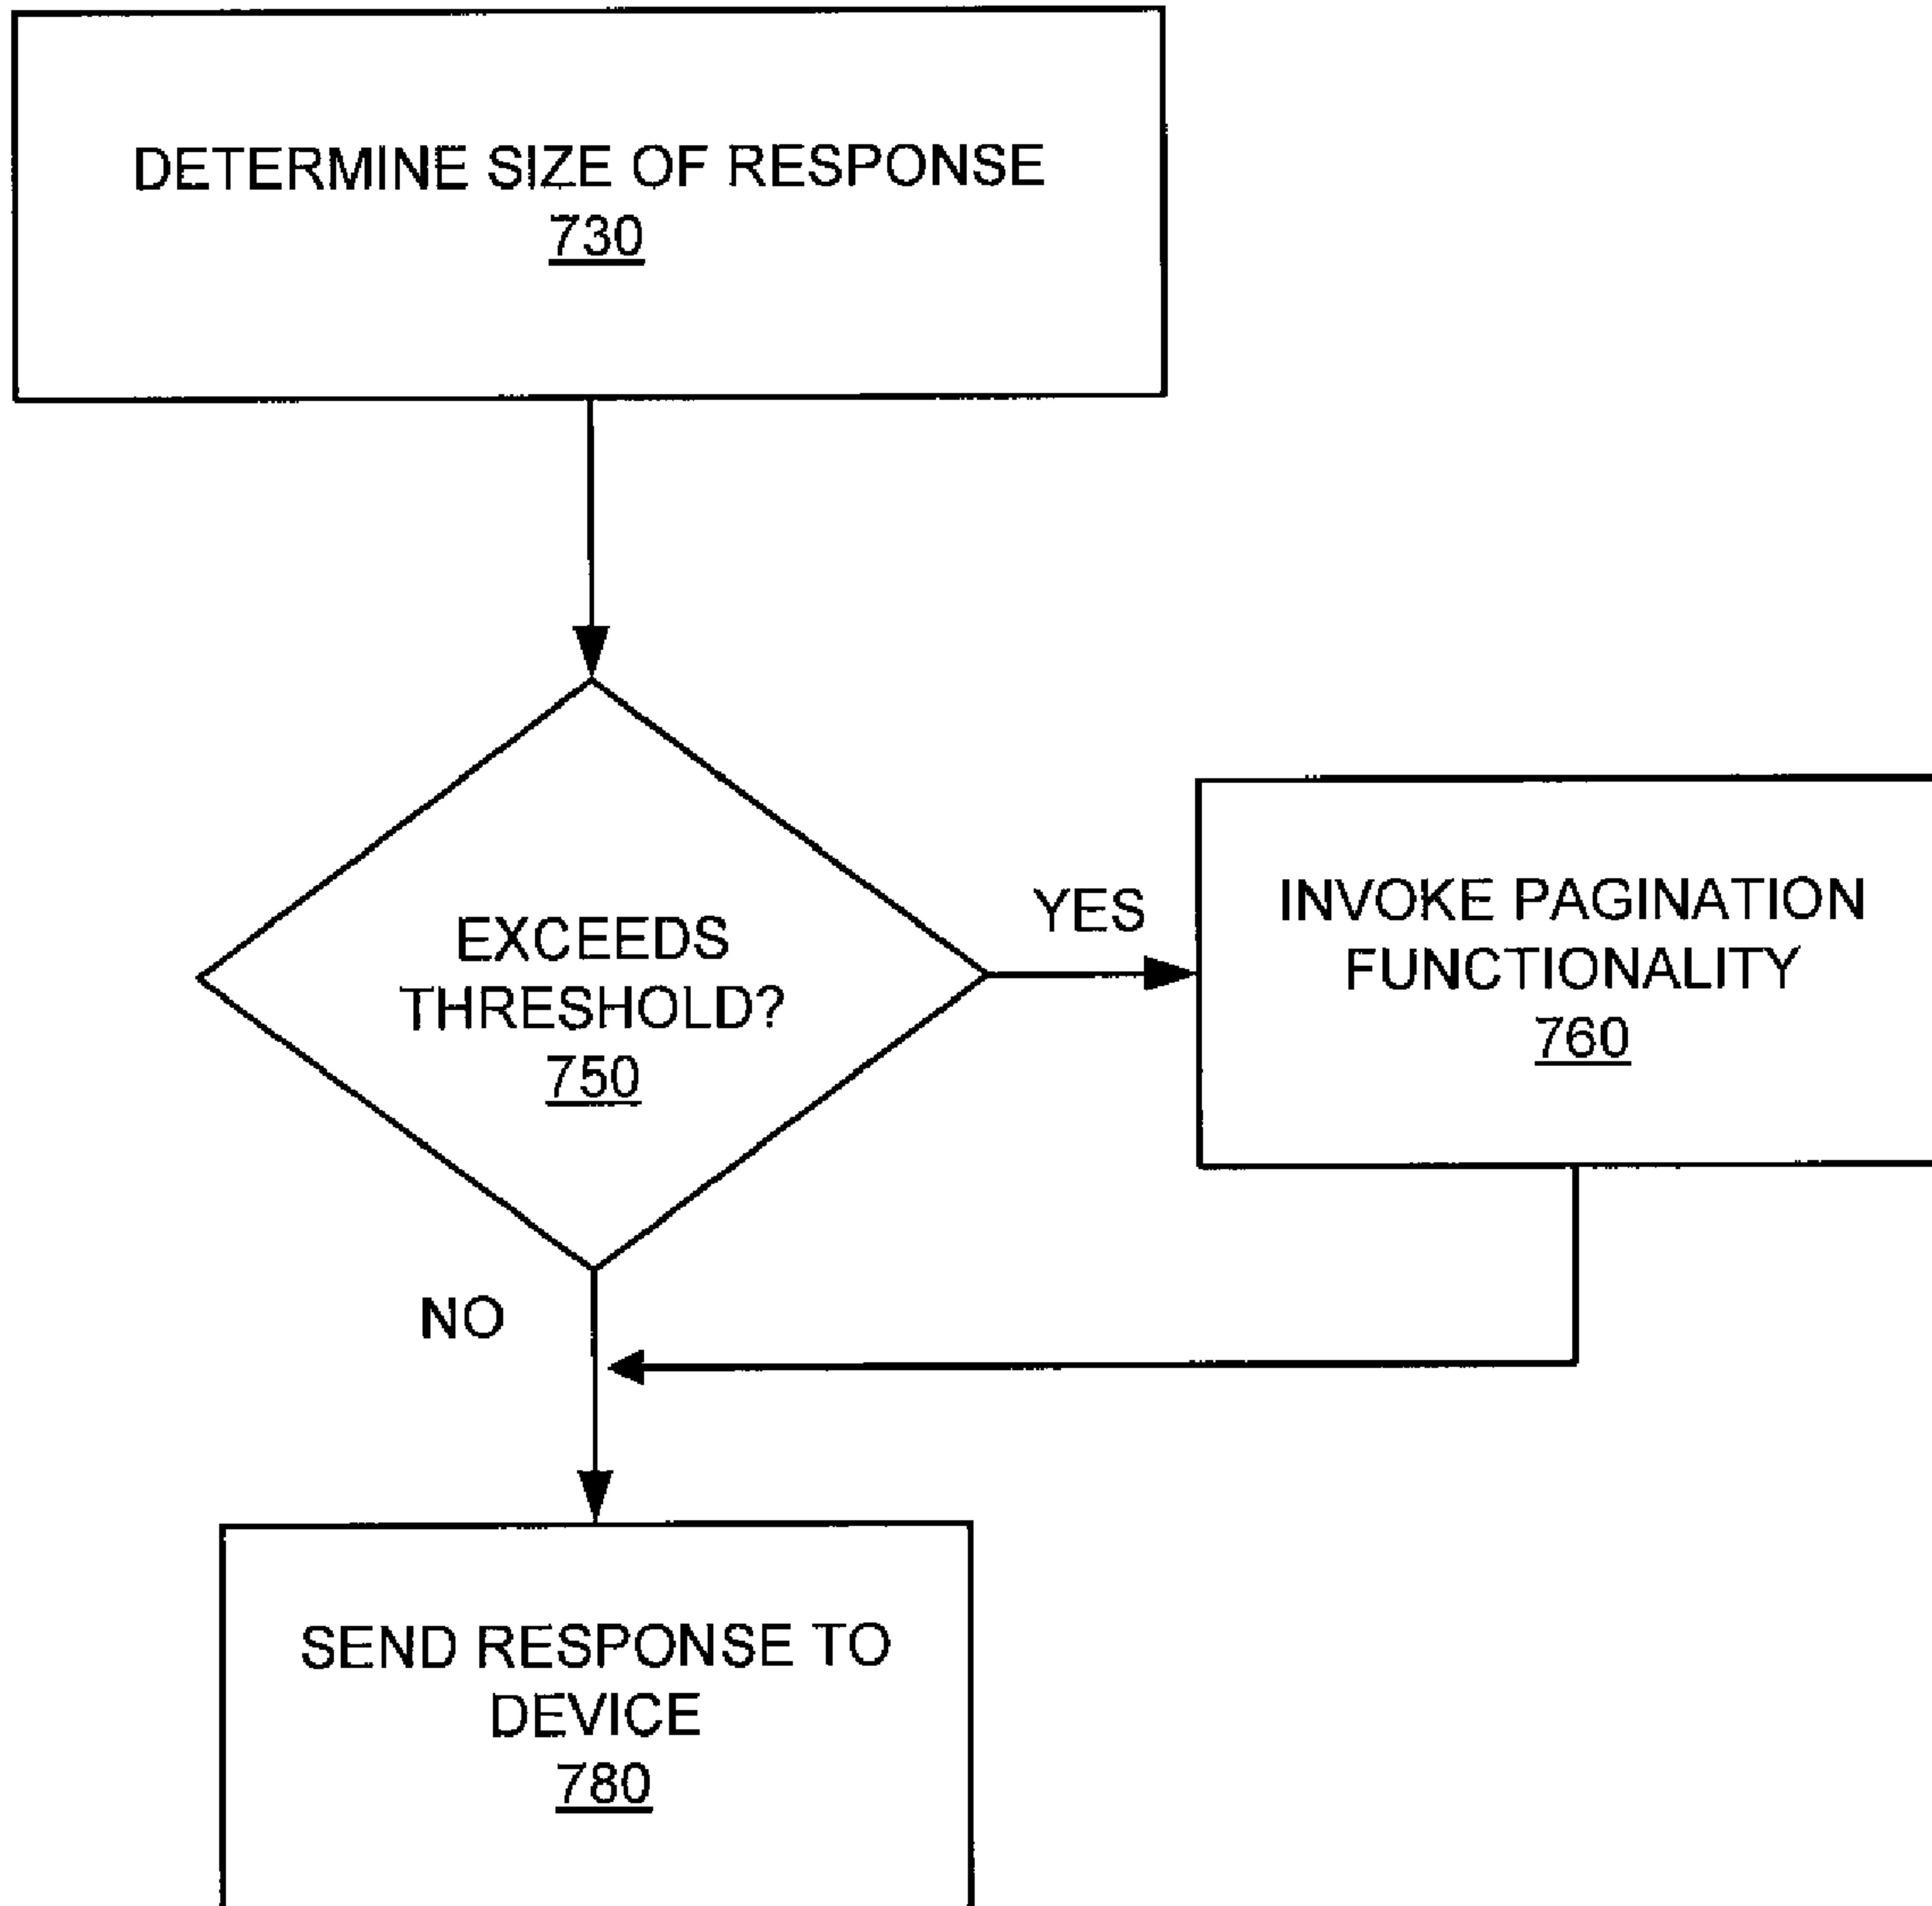 DETERMINE SIZE OF RESPONSE
730
EXCEEDS
THRESHOLD?
750
YES
INVOKE PAGINATION
FUNCTIONALITY
760
NO
SEND RESPONSE TO
DEVICE
780